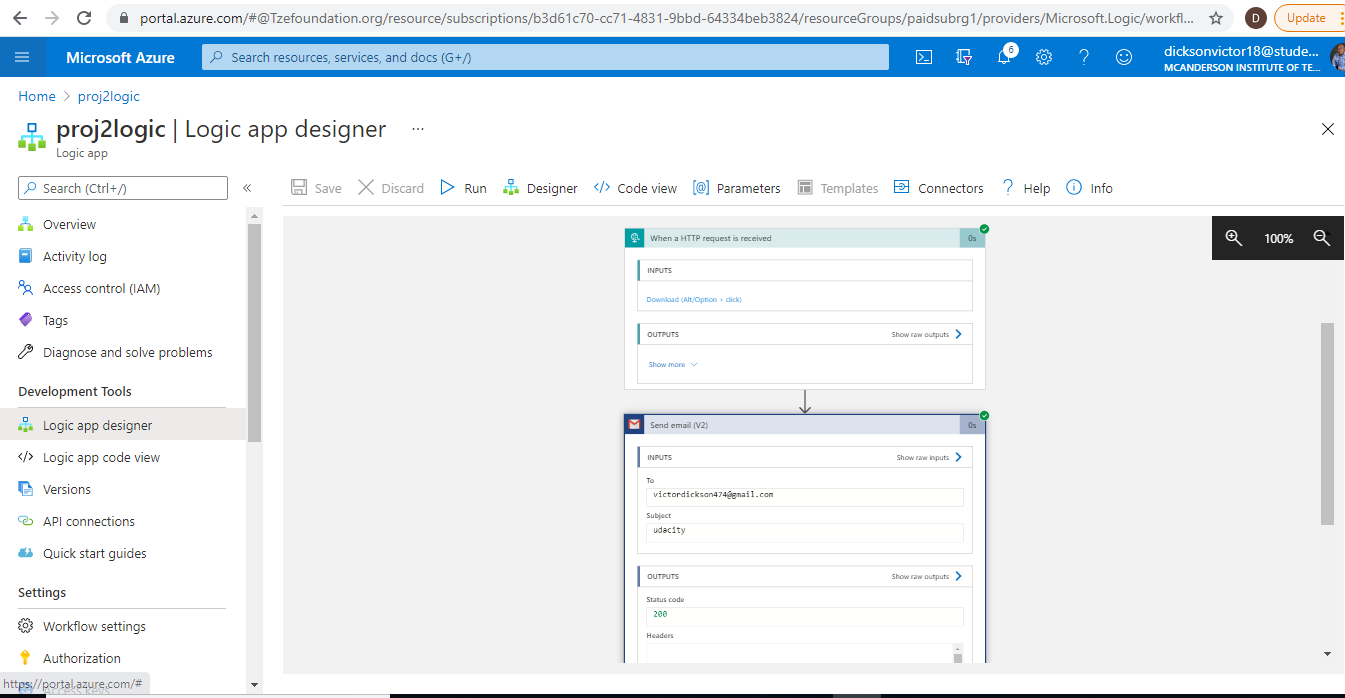 portal.azure.com/#@Tzefoundation.org/resource/subscriptions/b3d61c70-cc71-4831-9bbd-64334beb3824/resourceGroups/paidsubrg1/providers/Microsoft.Logic/workfl...
D
Update
Microsoft Azure
Search resources, services, and docs (G+/)
6
dicksonvictor18@stude...
MCANDERSON INSTITUTE OF TE...
Home > proj2logic
proj2logic | Logic app designer ...
Logic app
Search (Ctrl+/)
Save
Discard
Run
Designer
Code view
Parameters
Templates
Connectors
Help
Info
Overview
Activity log
Access control (IAM)
Tags
Diagnose and solve problems
Development Tools
Logic app designer
Logic app code view
Versions
API connections
Quick start guides
Settings
Workflow settings
Authorization
Access keys
https://portal.azure.com/#
When a HTTP request is received
0s
INPUTS
Download (Alt/Option + click)
OUTPUTS
Show raw outputs
Show more
Send email (V2)
0s
INPUTS
Show raw inputs
To
victordickson474@gmail.com
Subject
udacity
OUTPUTS
Show raw outputs
Status code
200
Headers
100%